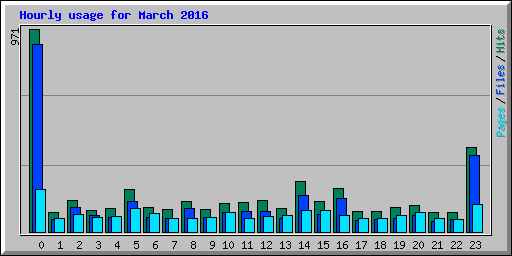 Hourly usage for March 2016
971
Pages/Files/Hits
0 1 2 3 4 5 6 7 8 9 10 11 12 13 14 15 16 17 18 19 20 21 22 23